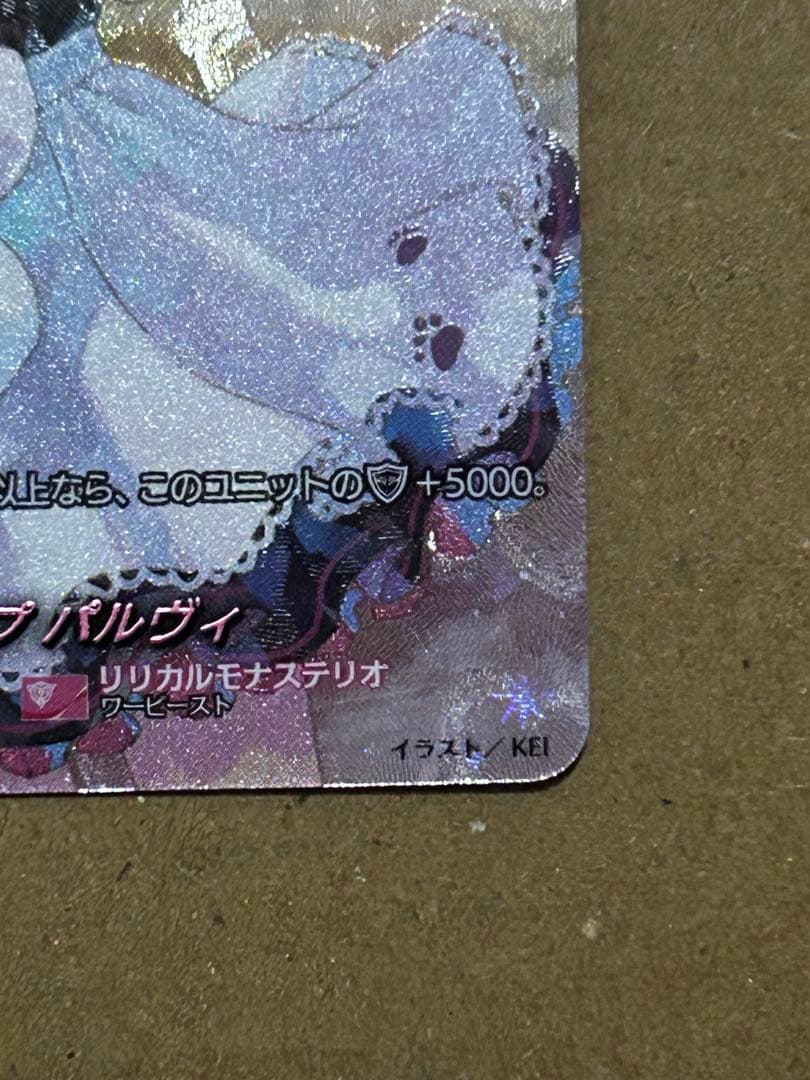 以上なら、このユニットの +5000。
プ パルヴィ
リリカルモナステリオ
ワービースト
イラスト／KEI